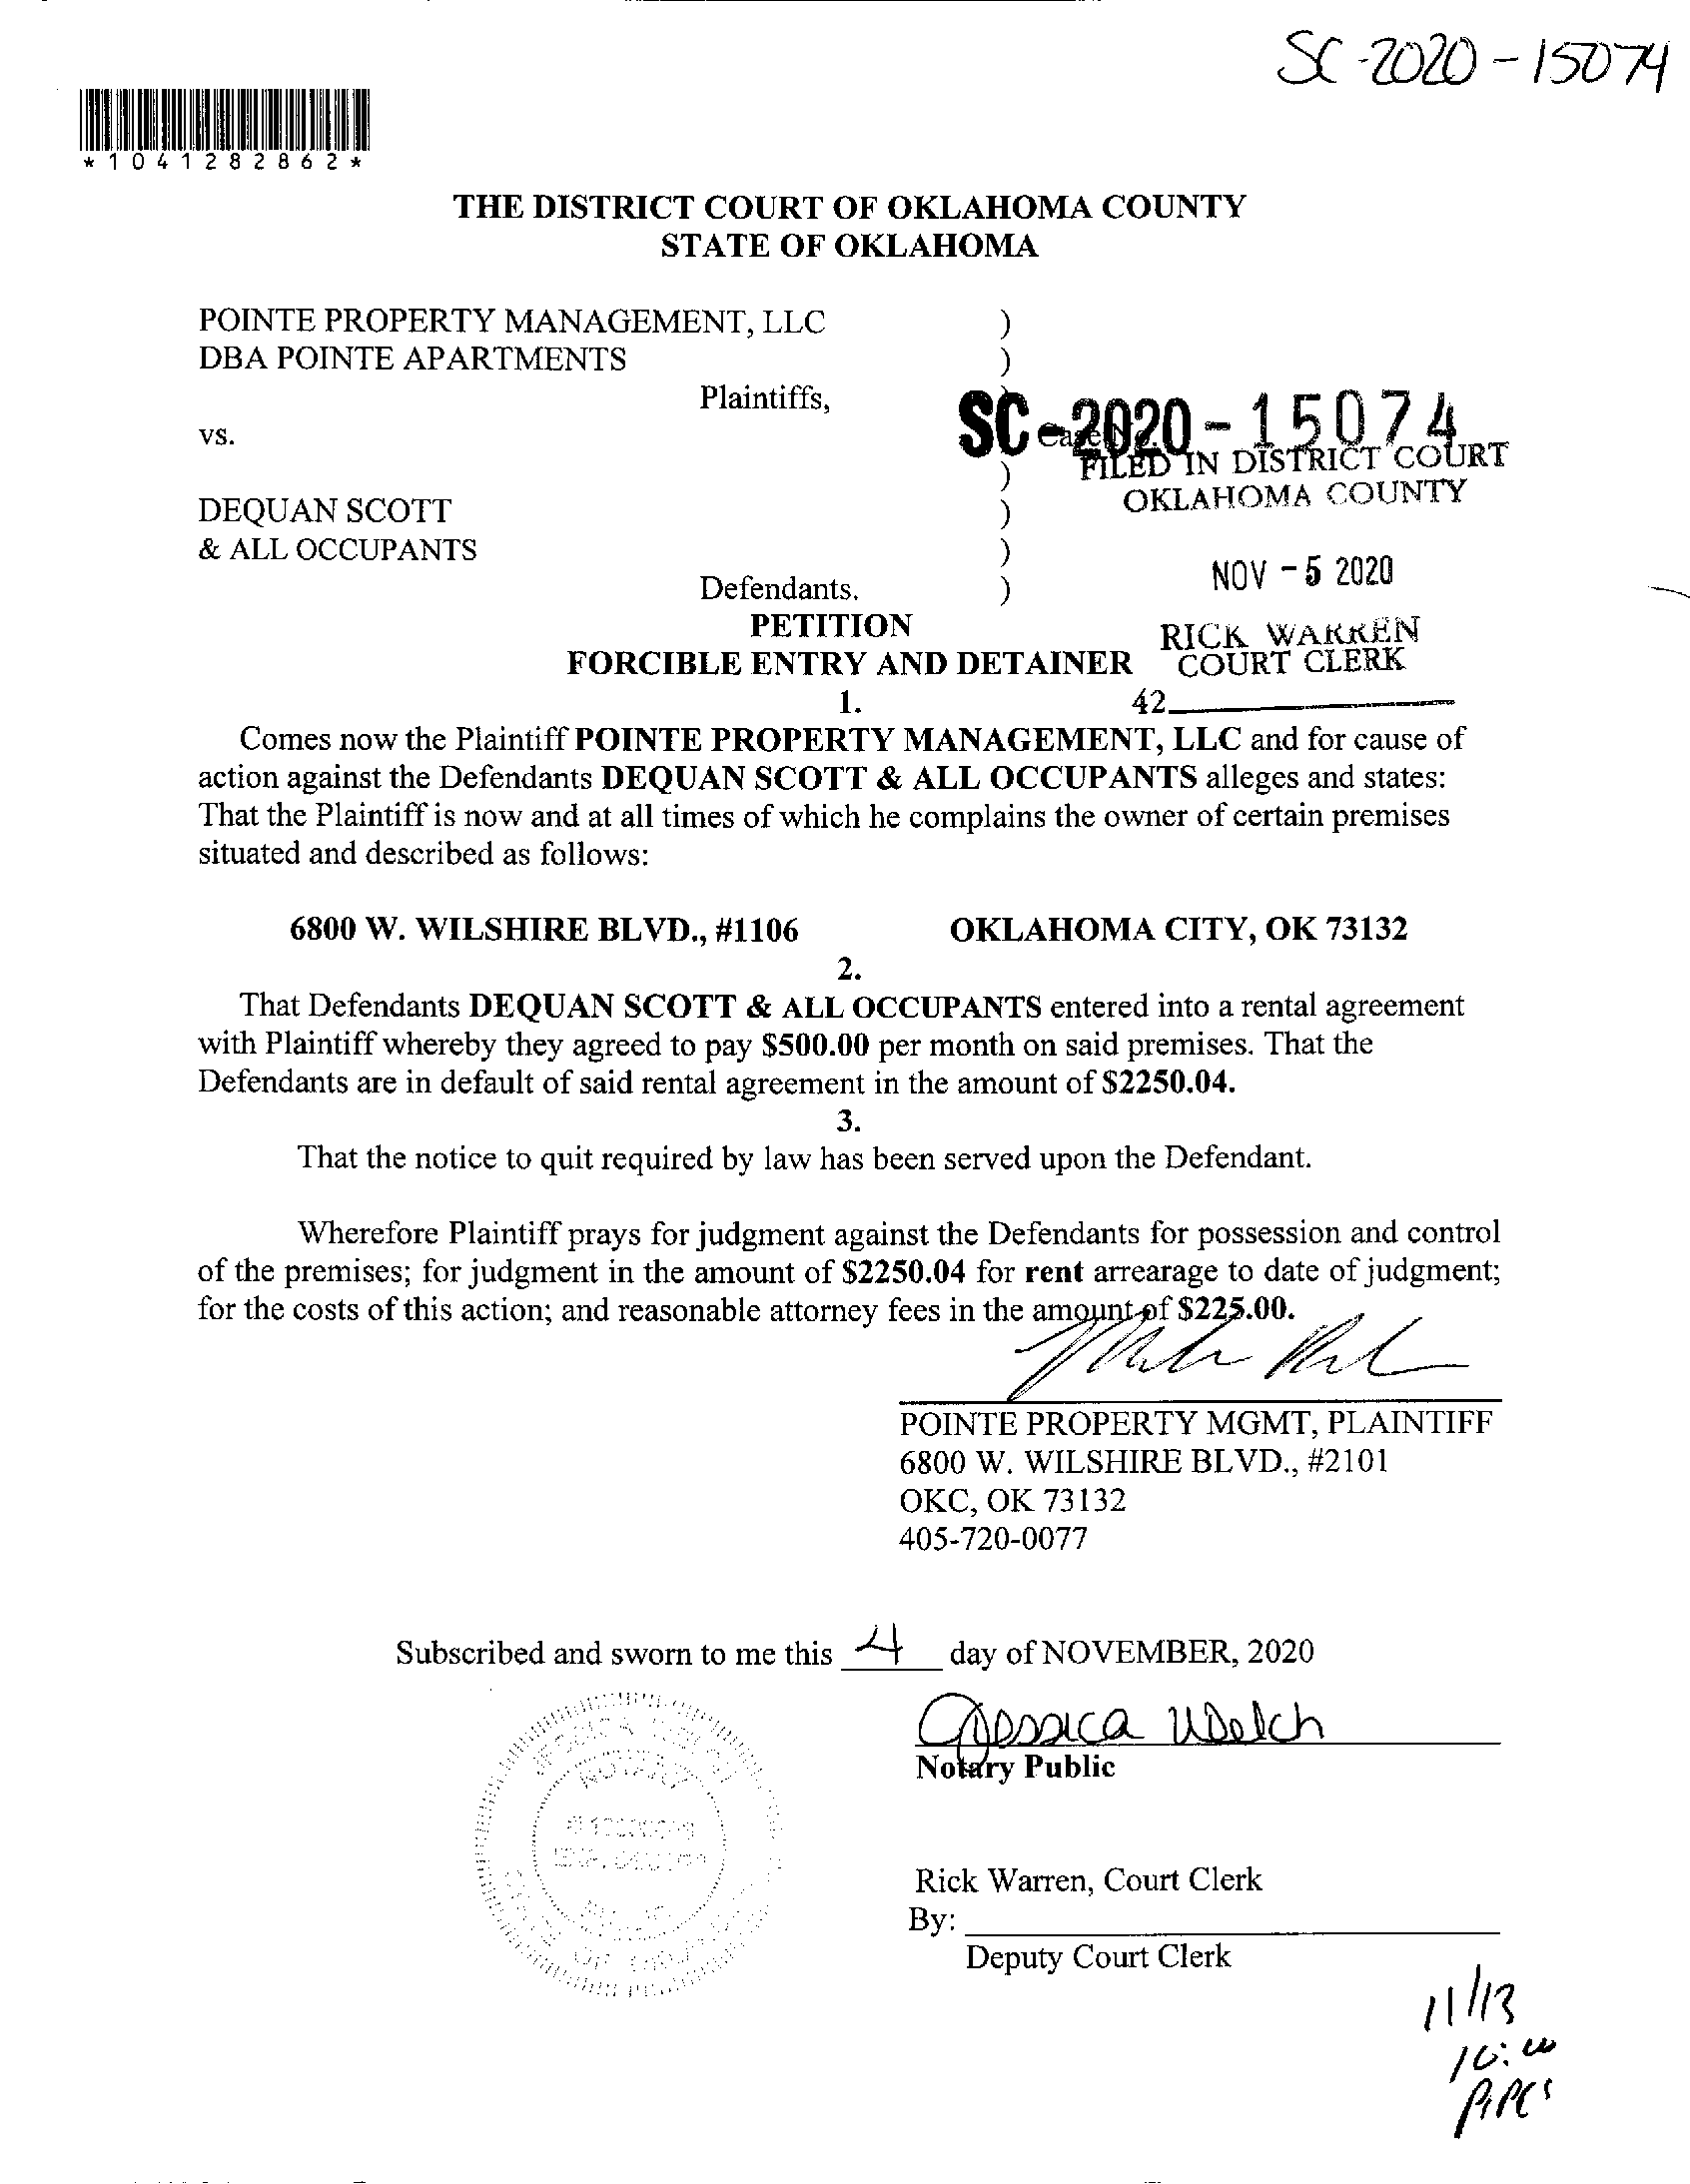 SC-2020-15074
*1041282862*
THE DISTRICT COURT OF OKLAHOMA COUNTY
STATE OF OKLAHOMA
POINTE PROPERTY MANAGEMENT, LLC )
DBA POINTE APARTMENTS )
Plaintiffs,
SC-2020-15074
vs. Case No.
FILED IN DISTRICT COURT
OKLAHOMA COUNTY
)
DEQUAN SCOTT )
& ALL OCCUPANTS )
NOV -5 2020
Defendants. )
PETITION
RICK WARREN
FORCIBLE ENTRY AND DETAINER COURT CLERK
1. 42
Comes now the Plaintiff POINTE PROPERTY MANAGEMENT, LLC and for cause of
action against the Defendants DEQUAN SCOTT & ALL OCCUPANTS alleges and states:
That the Plaintiff is now and at all times of which he complains the owner of certain premises
situated and described as follows:
6800 W. WILSHIRE BLVD., #1106 OKLAHOMA CITY, OK 73132
2.
That Defendants DEQUAN SCOTT & ALL OCCUPANTS entered into a rental agreement
with Plaintiff whereby they agreed to pay $500.00 per month on said premises. That the
Defendants are in default of said rental agreement in the amount of $2250.04.
3.
That the notice to quit required by law has been served upon the Defendant.
Wherefore Plaintiff prays for judgment against the Defendants for possession and control
of the premises; for judgment in the amount of $2250.04 for rent arrearage to date of judgment;
for the costs of this action; and reasonable attorney fees in the amount of $225.00.
POINTE PROPERTY MGMT, PLAINTIFF
6800 W. WILSHIRE BLVD., #2101
OKC, OK 73132
405-720-0077
Subscribed and sworn to me this 4 day of NOVEMBER, 2020
Jessica Welch
Notary Public
NOTARY
Rick Warren, Court Clerk
By:
Deputy Court Clerk
11/13